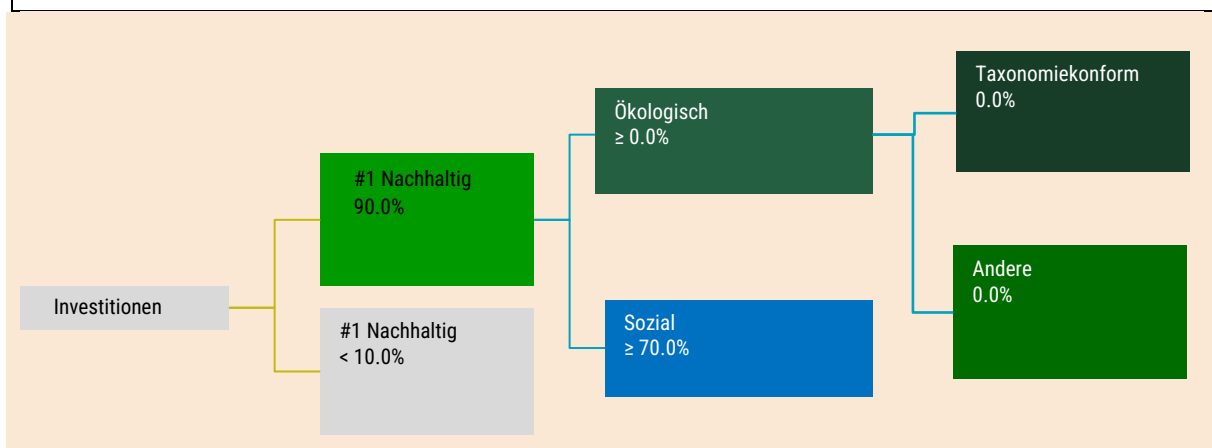 Investitionen
#1 Nachhaltig
90.0%
#1 Nachhaltig
< 10.0%
Ökologisch
≥ 0.0%
Sozial
≥ 70.0%
Taxonomiekonform
0.0%
Andere
0.0%